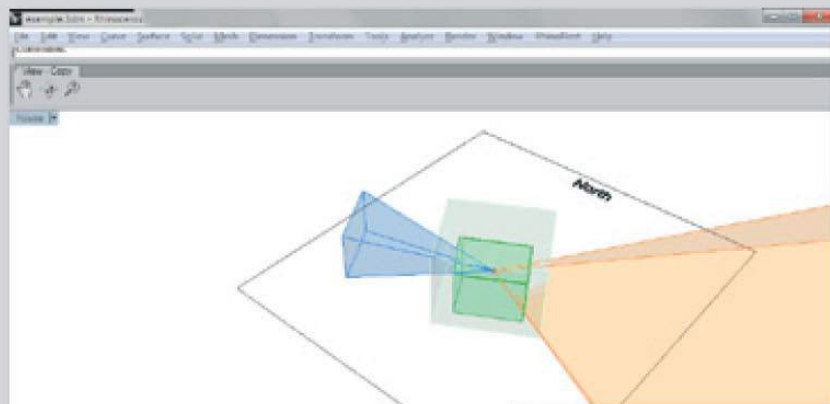 example.3dm - Rhinoceros
File Edit View Curve Surface Solid Mesh Dimension Transform Tools Analyze Render Window Help
Command:
View - Copy
North